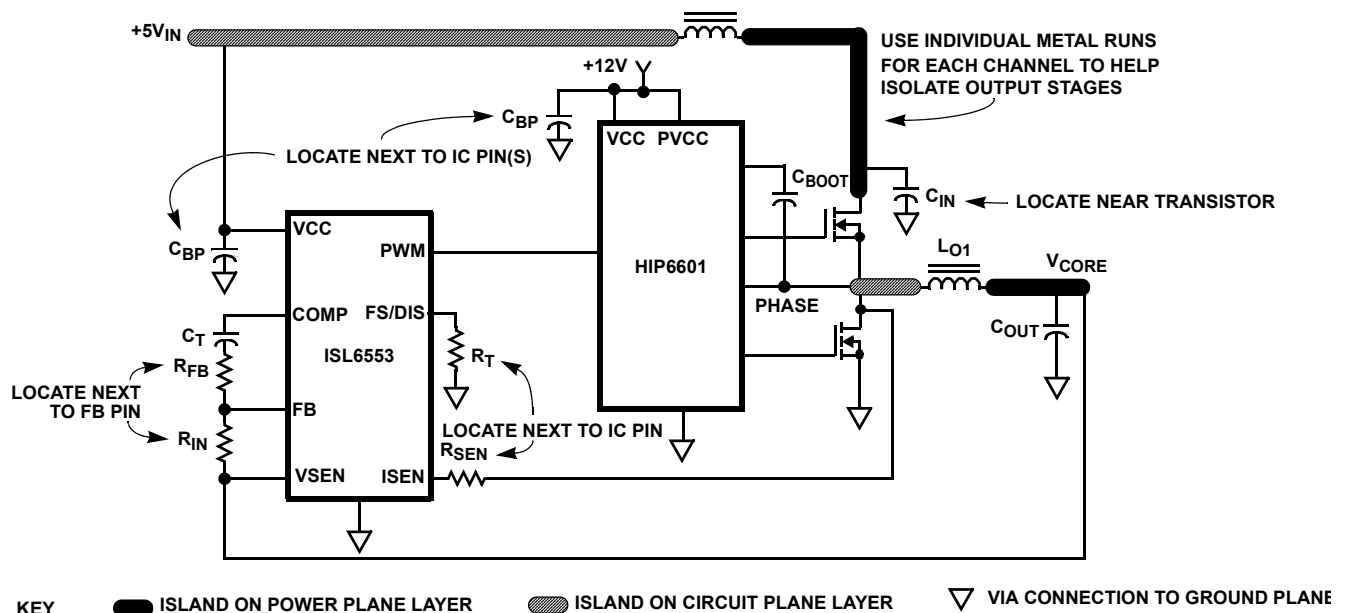 +5VIN
USE INDIVIDUAL METAL RUNS
FOR EACH CHANNEL TO HELP
ISOLATE OUTPUT STAGES
+12V
CBP
VCC PVCC
LOCATE NEXT TO IC PIN(S)
CBOOT
CIN
LOCATE NEAR TRANSISTOR
VCC
CBP
PWM
HIP6601
LO1
VCORE
COMP
FS/DIS
PHASE
CT
RFB
ISL6553
RT
COUT
LOCATE NEXT
TO FB PIN
FB
RIN
LOCATE NEXT TO IC PIN
RSEN
VSEN
ISEN
KEY
ISLAND ON POWER PLANE LAYER
ISLAND ON CIRCUIT PLANE LAYER
VIA CONNECTION TO GROUND PLANE